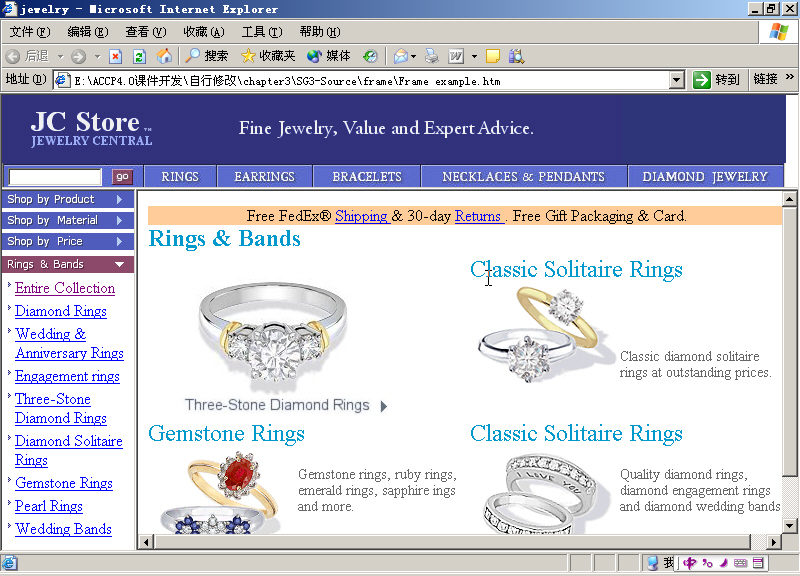 jewelry - Microsoft Internet Explorer
文件(F) 编辑(E) 查看(V) 收藏(A) 工具(T) 帮助(H)
后退 搜索 收藏夹 媒体
地址(D) E:\ACCP4.0课件开发\自行修改\chapter3\SG3-Source\frame\Frame example.htm 转到 链接 »
JC Store TM
JEWELRY CENTRAL
Fine Jewelry, Value and Expert Advice.
go RINGS EARRINGS BRACELETS NECKLACES & PENDANTS DIAMOND JEWELRY
Shop by Product
Shop by Material
Shop by Price
Rings & Bands
Entire Collection
Diamond Rings
Wedding &
Anniversary Rings
Engagement rings
Three-Stone
Diamond Rings
Diamond Solitaire
Rings
Gemstone Rings
Pearl Rings
Wedding Bands
Free FedEx® Shipping & 30-day Returns . Free Gift Packaging & Card.
Rings & Bands
Three-Stone Diamond Rings
Classic Solitaire Rings
Classic diamond solitaire
rings at outstanding prices.
Gemstone Rings
Gemstone rings, ruby rings,
emerald rings, sapphire ings
and more.
Classic Solitaire Rings
LOVE YOU
Quality diamond rings,
diamond engagement rings
and diamond wedding bands
我 中